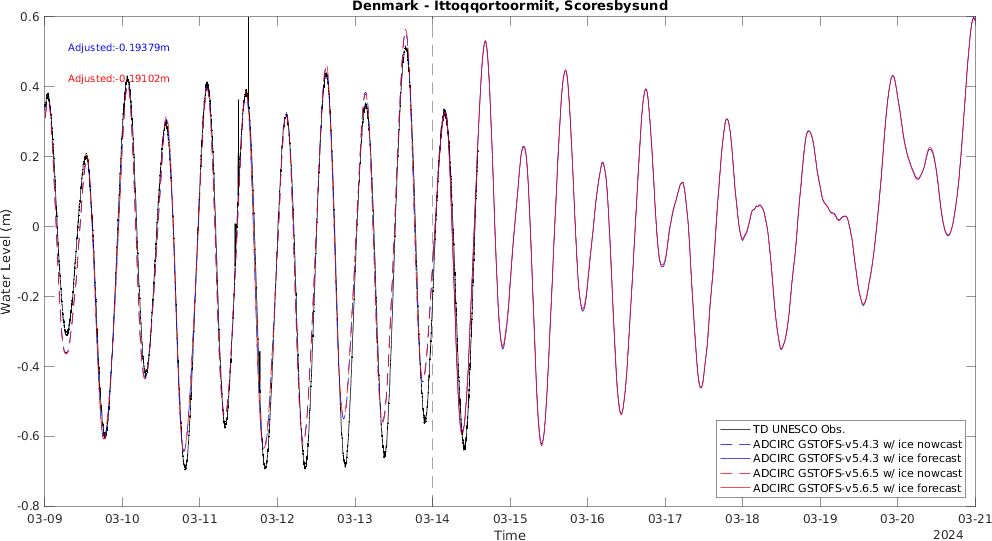 Denmark - Ittoqqortoormiit, Scoresbysund
0.6
0.4
0.2
0
-0.2
-0.4
-0.6
-0.8
Water Level (m)
Adjusted:-0.19379m
Adjusted:-0.19102m
TD UNESCO Obs.
ADCIRC GSTOFS-v5.4.3 w/ ice nowcast
ADCIRC GSTOFS-v5.4.3 w/ ice forecast
ADCIRC GSTOFS-v5.6.5 w/ ice nowcast
ADCIRC GSTOFS-v5.6.5 w/ ice forecast
03-09 03-10 03-11 03-12 03-13 03-14 03-15 03-16 03-17 03-18 03-19 03-20 03-21
Time
2024